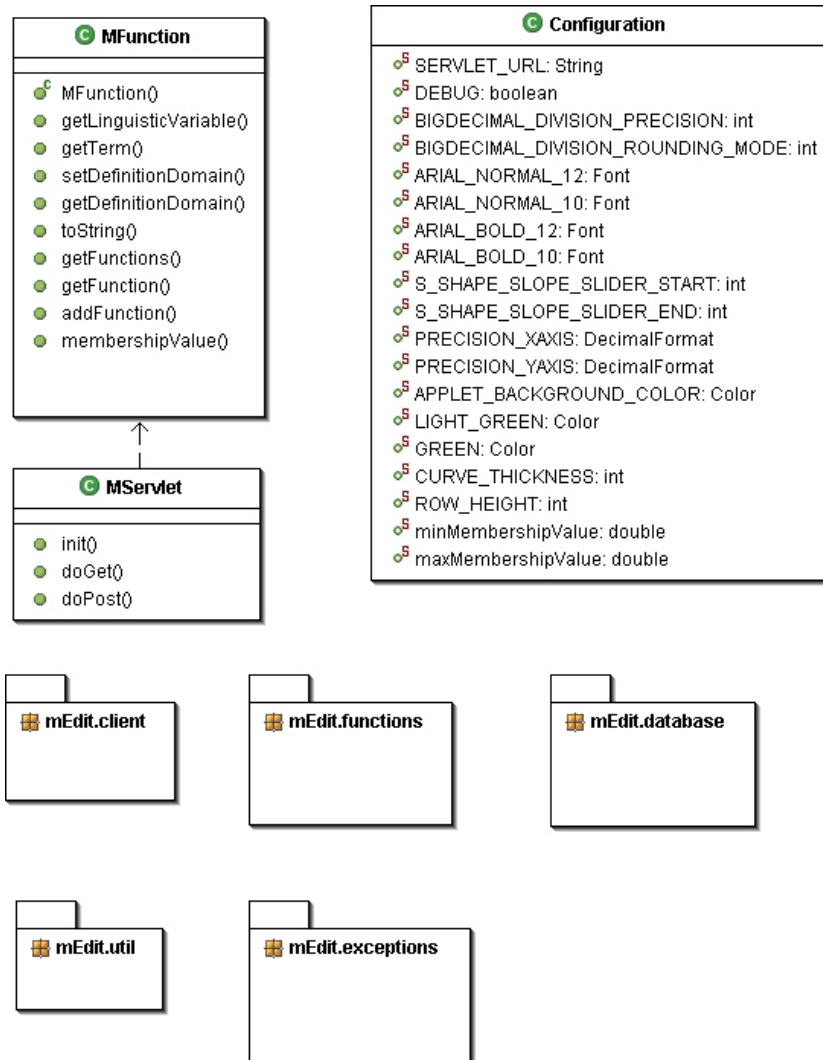 MFunction
MFunction()
getLinguisticVariable()
getTerm()
setDefinitionDomain()
getDefinitionDomain()
toString()
getFunctions()
getFunction()
addFunction()
membershipValue()
MServlet
init()
doGet()
doPost()
Configuration
SERVLET_URL: String
DEBUG: boolean
BIGDECIMAL_DIVISION_PRECISION: int
BIGDECIMAL_DIVISION_ROUNDING_MODE: int
ARIAL_NORMAL_12: Font
ARIAL_NORMAL_10: Font
ARIAL_BOLD_12: Font
ARIAL_BOLD_10: Font
S_SHAPE_SLOPE_SLIDER_START: int
S_SHAPE_SLOPE_SLIDER_END: int
PRECISION_XAXIS: DecimalFormat
PRECISION_YAXIS: DecimalFormat
APPLET_BACKGROUND_COLOR: Color
LIGHT_GREEN: Color
GREEN: Color
CURVE_THICKNESS: int
ROW_HEIGHT: int
minMembershipValue: double
maxMembershipValue: double
mEdit.client
mEdit.functions
mEdit.database
mEdit.util
mEdit.exceptions